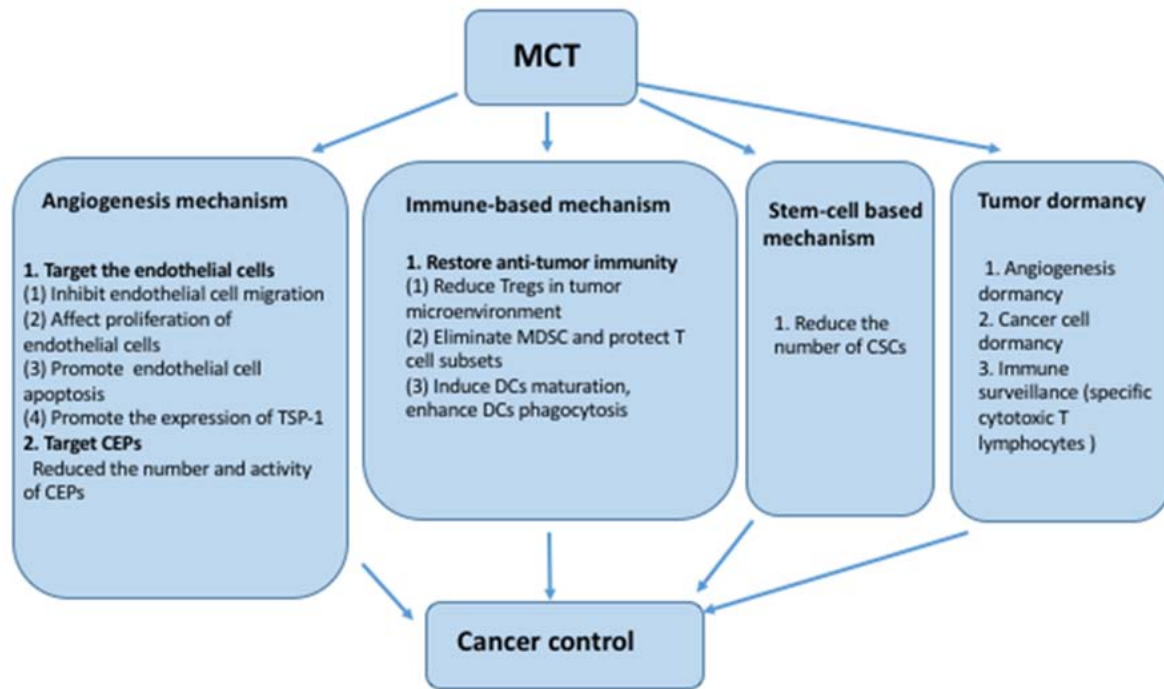 MCT
Angiogenesis mechanism
1. Target the endothelial cells
(1) Inhibit endothelial cell migration
(2) Affect proliferation of
endothelial cells
(3) Promote endothelial cell
apoptosis
(4) Promote the expression of TSP-1
2. Target CEPs
Reduced the number and activity
of CEPs
Immune-based mechanism
1. Restore anti-tumor immunity
(1) Reduce Tregs in tumor
microenvironment
(2) Eliminate MDSC and protect T
cell subsets
(3) Induce DCs maturation,
enhance DCs phagocytosis
Stem-cell based
mechanism
1. Reduce the
number of CSCs
Tumor dormancy
1. Angiogenesis
dormancy
2. Cancer cell
dormancy
3. Immune
surveillance (specific
cytotoxic T
lymphocytes )
Cancer control